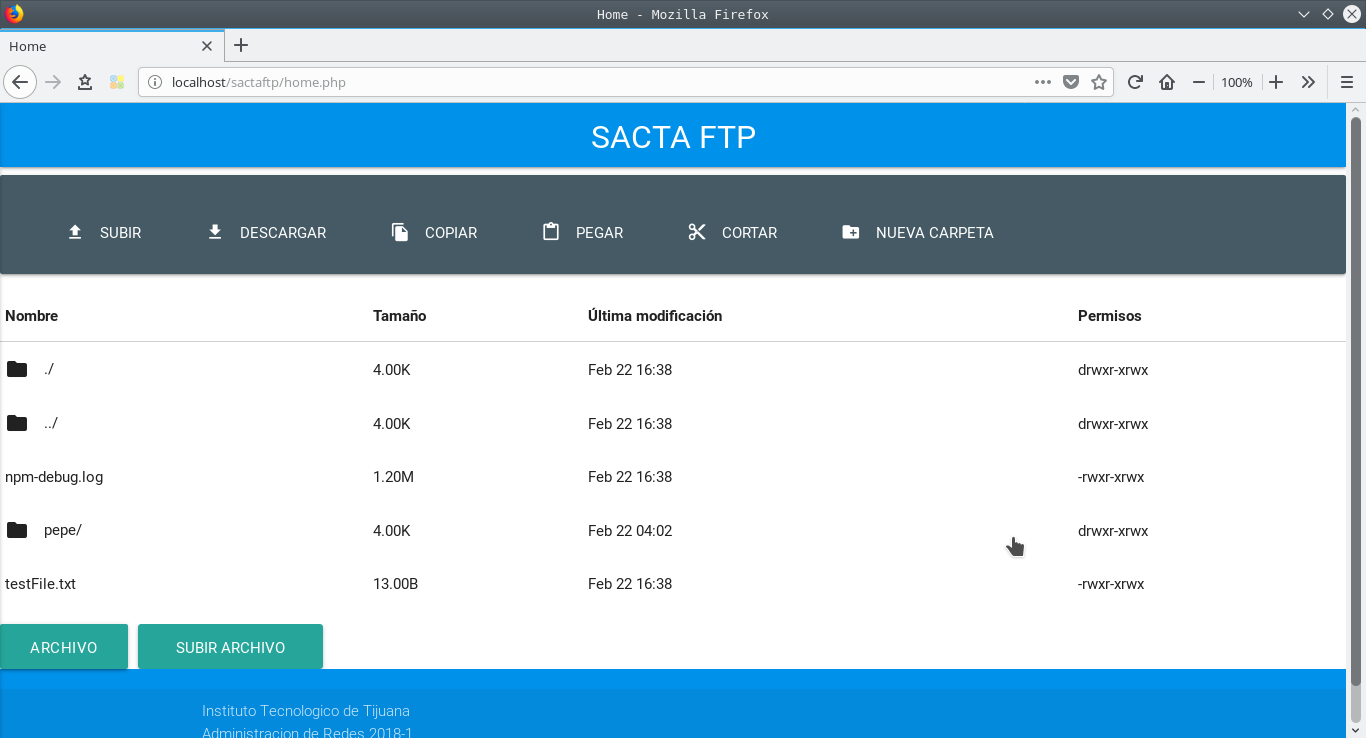 Home - Mozilla Firefox
Home
localhost/sactaftp/home.php
100%
SACTA FTP
SUBIR DESCARGAR COPIAR PEGAR CORTAR NUEVA CARPETA
Nombre Tamaño Última modificación Permisos
./ 4.00K Feb 22 16:38 drwxr-xrwx
../ 4.00K Feb 22 16:38 drwxr-xrwx
npm-debug.log 1.20M Feb 22 16:38 -rwxr-xrwx
pepe/ 4.00K Feb 22 04:02 drwxr-xrwx
testFile.txt 13.00B Feb 22 16:38 -rwxr-xrwx
ARCHIVO SUBIR ARCHIVO
Instituto Tecnologico de Tijuana
Administracion de Redes 2018-1